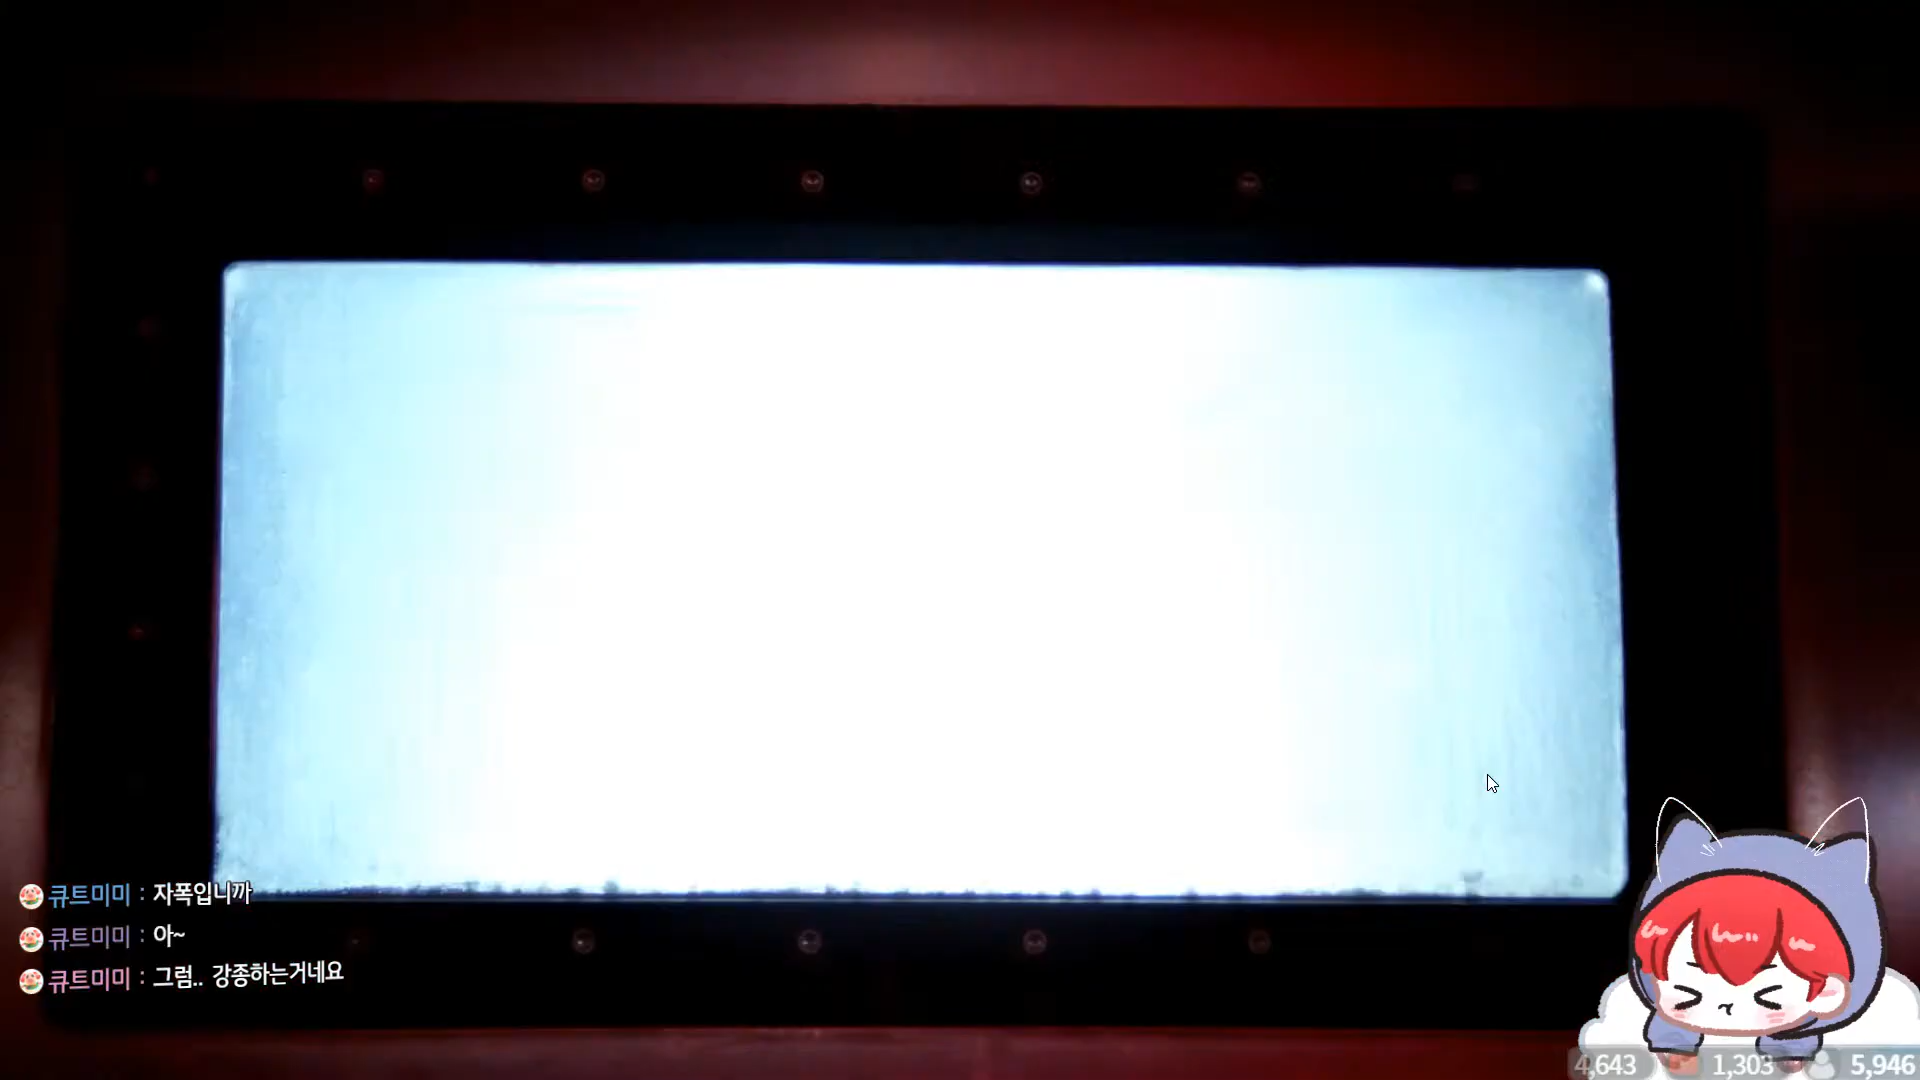 큐트미미 : 자폭입니까
큐트미미 : 아~
큐트미미 : 그럼.. 강종하는거네요
4,643 1,303 5,946